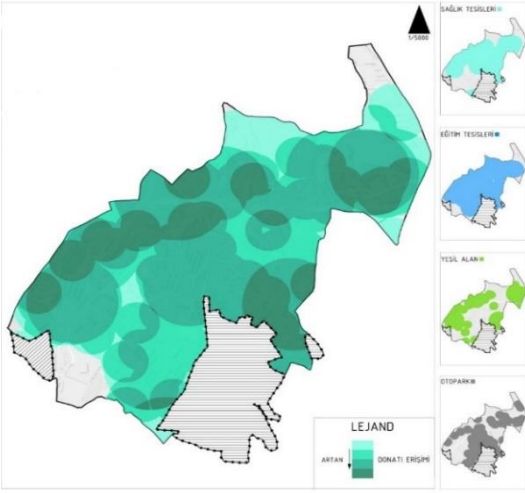 1/5000
SAĞLIK TESİSLERİ
EĞİTİM TESİSLERİ
YEŞİL ALAN
OTOPARK
LEJAND
ARTAN
DONATI ERİŞİMİ